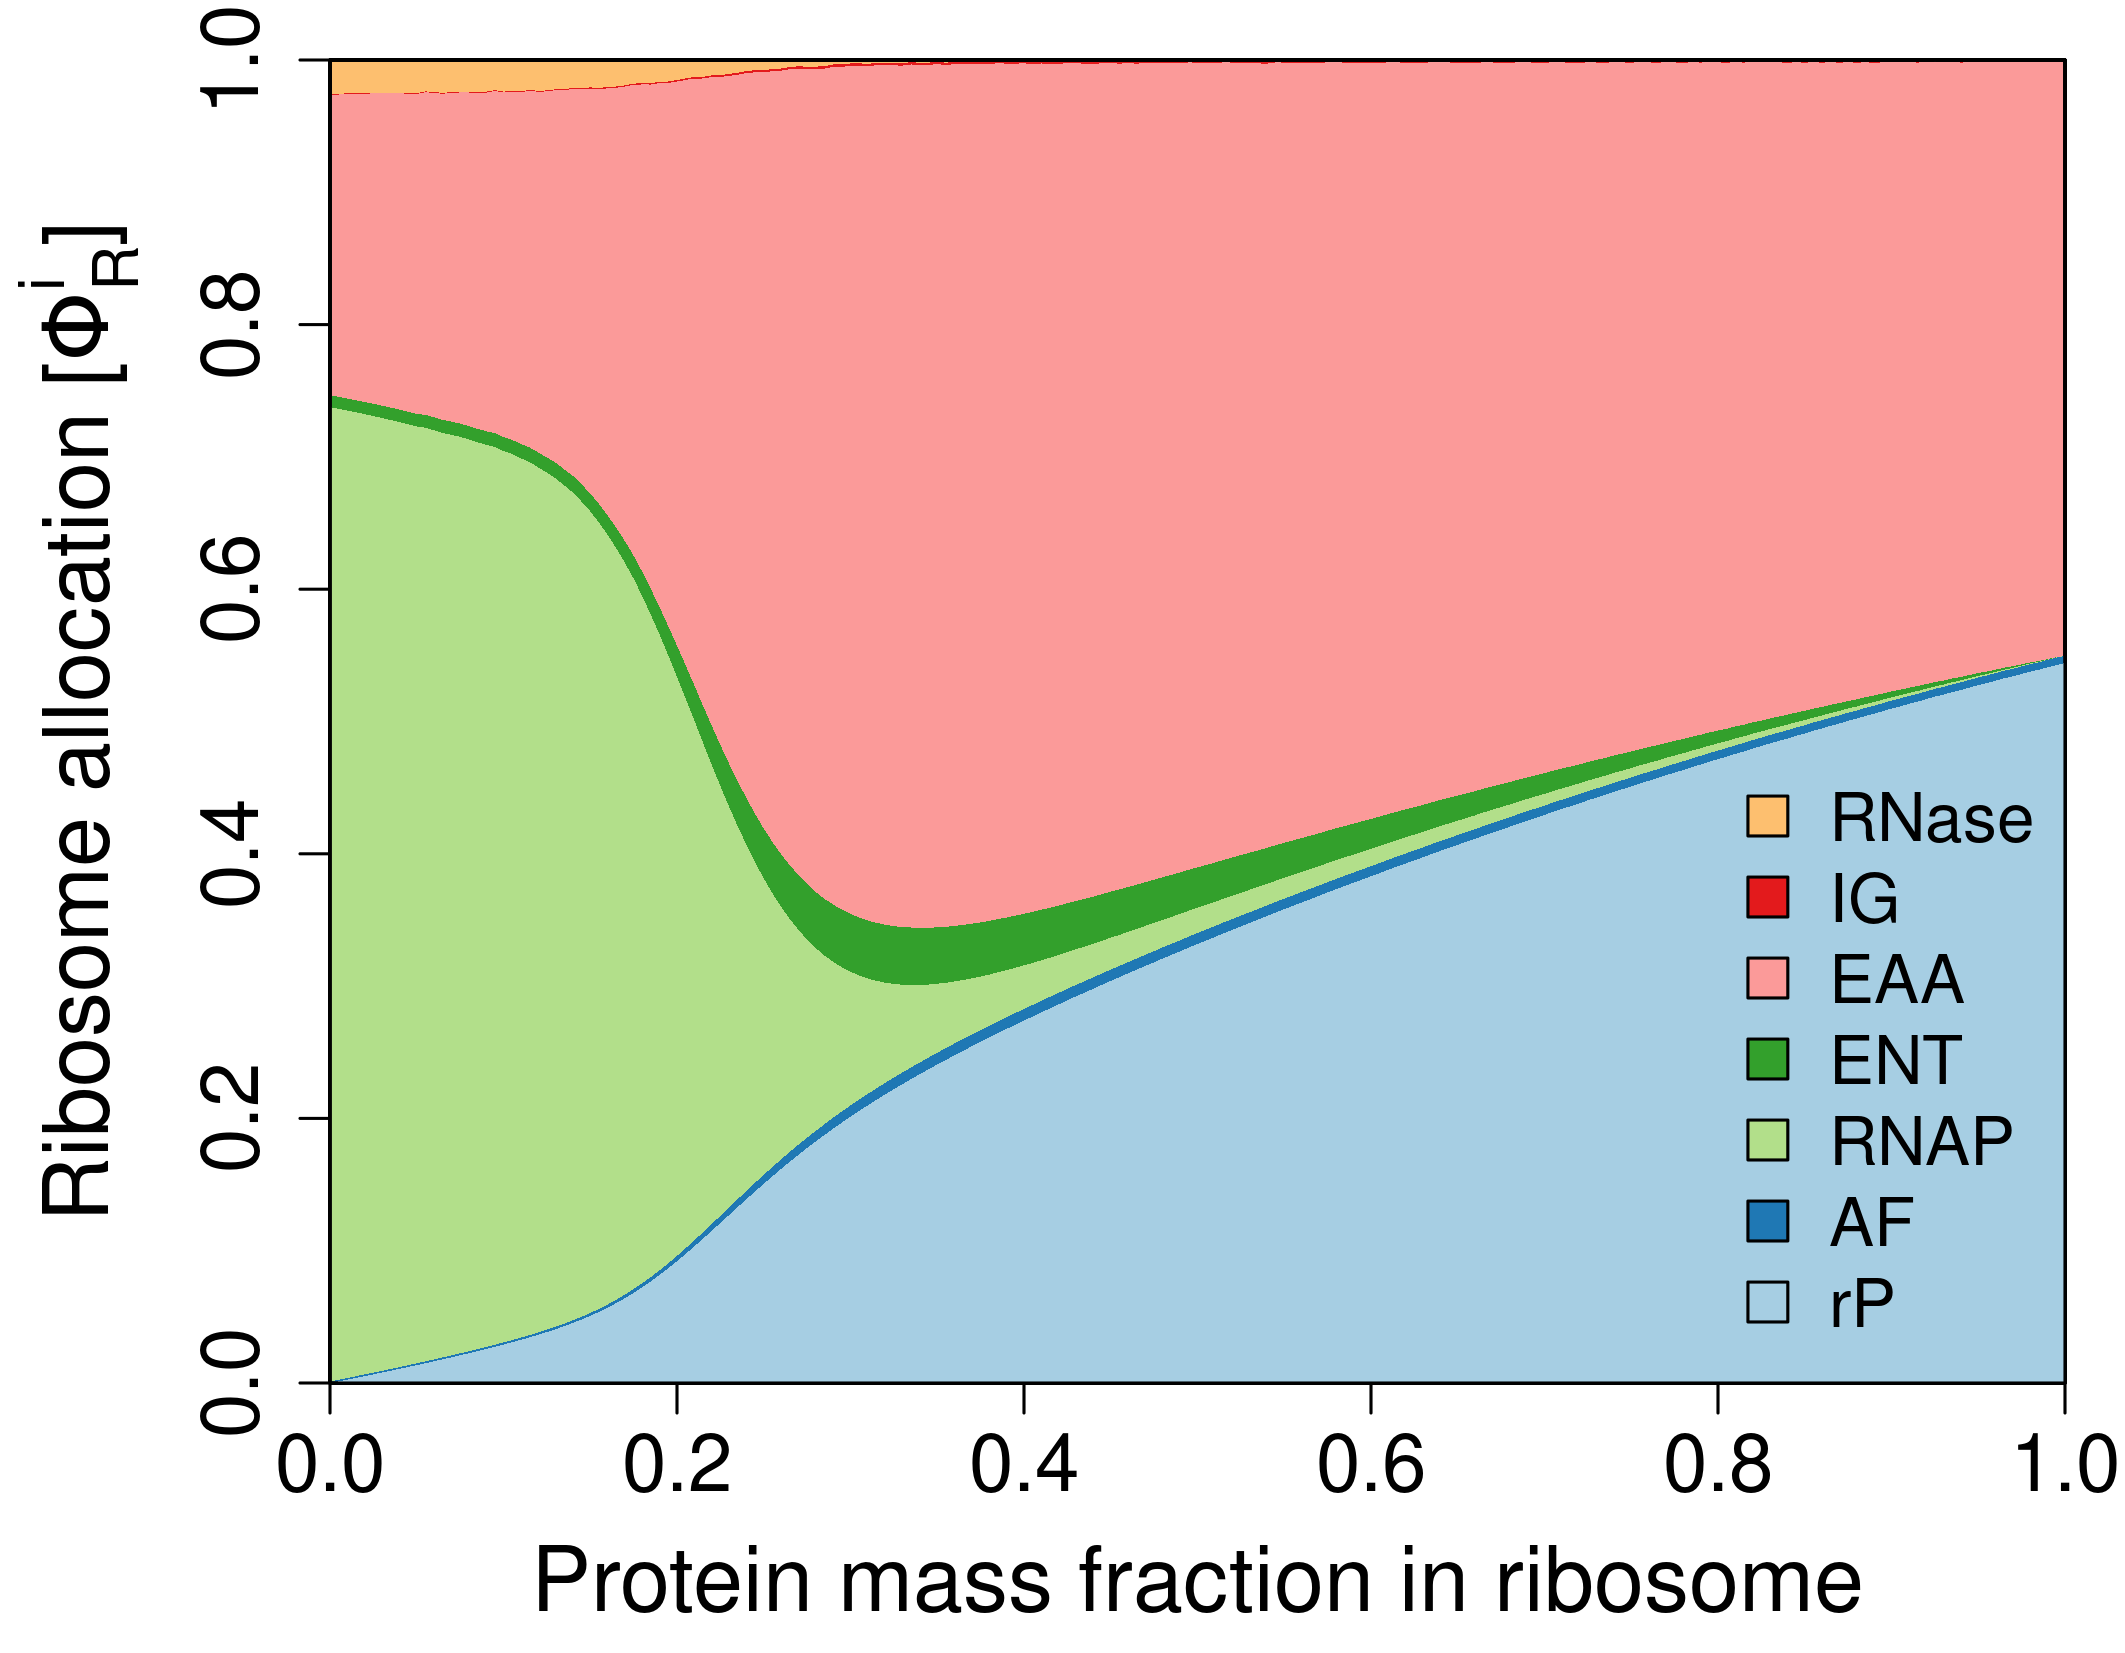 Ribosome allocation [Φ^i_R]
1.0
0.8
0.6
0.4
0.2
0.0
RNase
IG
EAA
ENT
RNAP
AF
rP
0.0 0.2 0.4 0.6 0.8 1.0
Protein mass fraction in ribosome